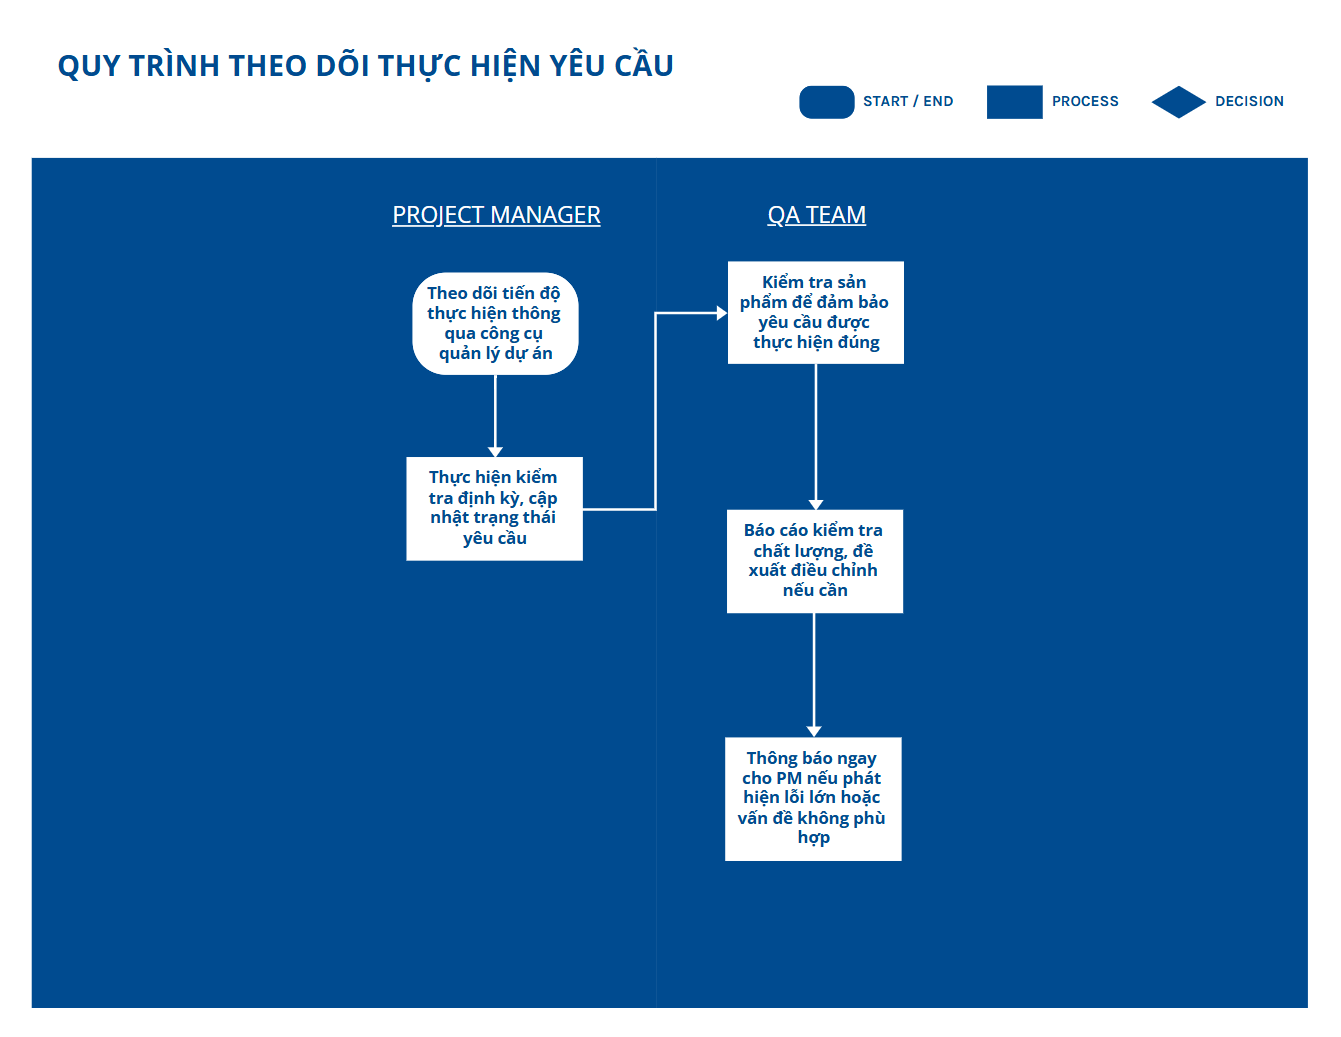 QUY TRÌNH THEO DÕI THỰC HIỆN YÊU CẦU
START / END
PROCESS
DECISION
PROJECT MANAGER
QA TEAM
Theo dõi tiến độ
thực hiện thông
qua công cụ
quản lý dự án
Thực hiện kiểm
tra định kỳ, cập
nhật trạng thái
yêu cầu
Kiểm tra sản
phẩm để đảm bảo
yêu cầu được
thực hiện đúng
Báo cáo kiểm tra
chất lượng, đề
xuất điều chỉnh
nếu cần
Thông báo ngay
cho PM nếu phát
hiện lỗi lớn hoặc
vấn đề không phù
hợp